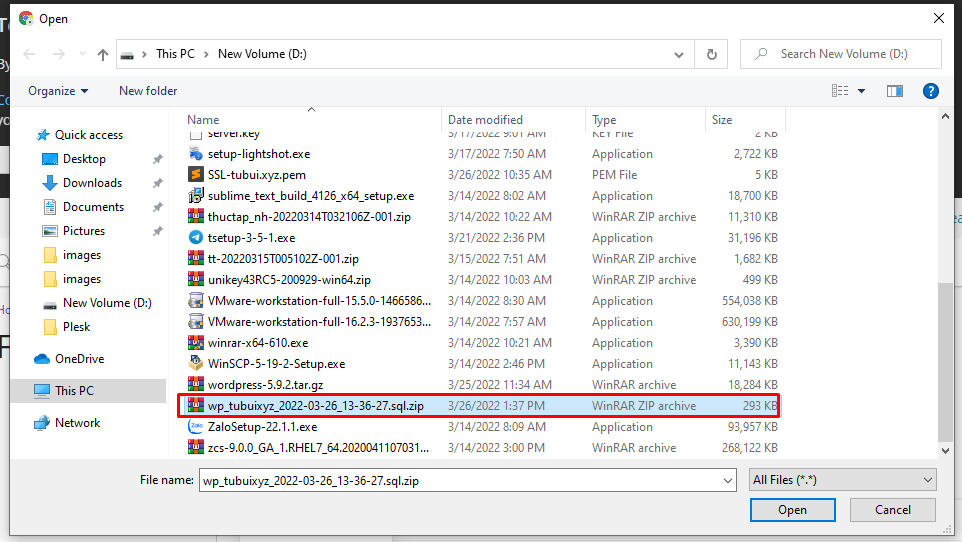 Open
This PC > New Volume (D:)
Search New Volume (D:)
Organize
New folder
Name Date modified Type Size
Quick access
Desktop
Downloads
Documents
Pictures
images
images
New Volume (D:)
Plesk
OneDrive
This PC
Network
server.key 3/17/2022 9:01 AM KEY File 2 KB
setup-lightshot.exe 3/17/2022 7:50 AM Application 2,722 KB
SSL-tubui.xyz.pem 3/26/2022 10:35 AM PEM File 5 KB
sublime_text_build_4126_x64_setup.exe 3/14/2022 8:02 AM Application 18,700 KB
thuctap_nh-20220314T032106Z-001.zip 3/14/2022 10:22 AM WinRAR ZIP archive 11,310 KB
tsetup-3-5-1.exe 3/21/2022 2:36 PM Application 31,196 KB
tt-20220315T005102Z-001.zip 3/15/2022 7:51 AM WinRAR ZIP archive 1,682 KB
unikey43RC5-200929-win64.zip 3/14/2022 10:03 AM WinRAR ZIP archive 499 KB
VMware-workstation-full-15.5.0-1466586... 3/14/2022 8:30 AM Application 554,038 KB
VMware-workstation-full-16.2.3-1937653... 3/14/2022 7:57 AM Application 630,199 KB
winrar-x64-610.exe 3/14/2022 10:21 AM Application 3,390 KB
WinSCP-5-19-2-Setup.exe 3/14/2022 2:46 PM Application 11,143 KB
wordpress-5.9.2.tar.gz 3/25/2022 11:34 AM WinRAR archive 18,284 KB
wp_tubuixyz_2022-03-26_13-36-27.sql.zip 3/26/2022 1:37 PM WinRAR ZIP archive 293 KB
Zalo ZaloSetup-22.1.1.exe 3/14/2022 8:09 AM Application 93,957 KB
zcs-9.0.0_GA_1.RHEL7_64.2020041107031... 3/14/2022 3:00 PM WinRAR archive 268,122 KB
File name: wp_tubuixyz_2022-03-26_13-36-27.sql.zip All Files (*.*)
Open Cancel